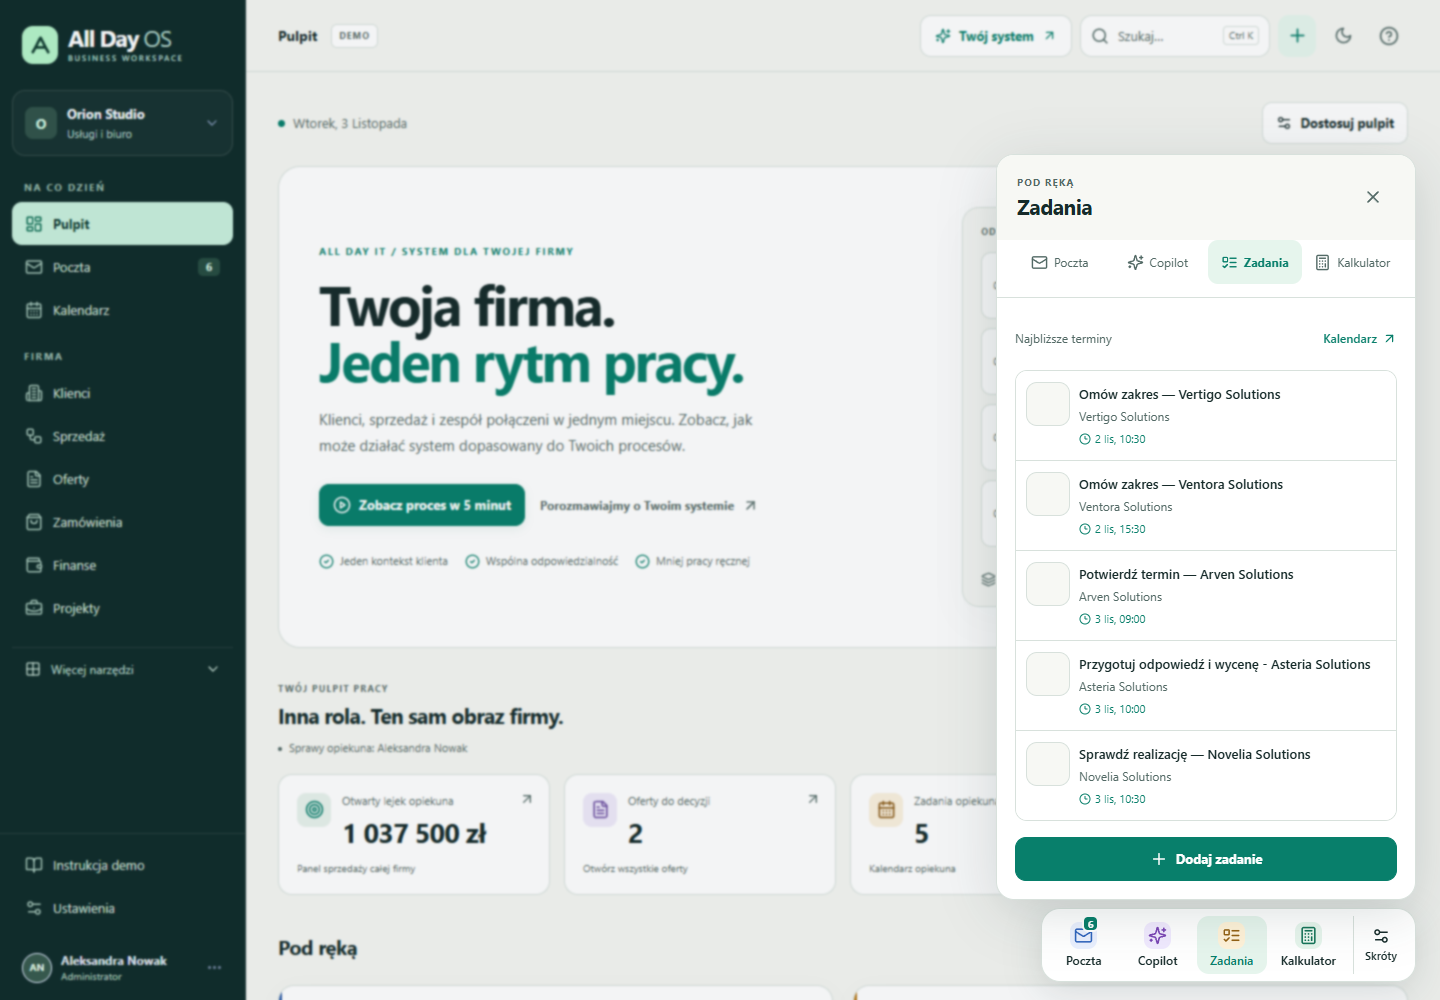 All Day OS
BUSINESS WORKSPACE
O
Orion Studio
Usługi i biuro
NA CO DZIEŃ
Pulpit
Poczta
6
Kalendarz
FIRMA
Klienci
Sprzedaż
Oferty
Zamówienia
Finanse
Projekty
Więcej narzędzi
Instrukcja demo
Ustawienia
AN
Aleksandra Nowak
Administrator
Pulpit
DEMO
Twój system
Szukaj...
Ctrl K
Wtorek, 3 Listopada
Dostosuj pulpit
ALL DAY IT / SYSTEM DLA TWOJEJ FIRMY
Twoja firma.
Jeden rytm pracy.
Klienci, sprzedaż i zespół połączeni w jednym miejscu. Zobacz, jak
może działać system dopasowany do Twoich procesów.
Zobacz proces w 5 minut
Porozmawiajmy o Twoim systemie
Jeden kontekst klienta
Wspólna odpowiedzialność
Mniej pracy ręcznej
OD
TWÓJ PULPIT PRACY
Inna rola. Ten sam obraz firmy.
• Sprawy opiekuna: Aleksandra Nowak
Otwarty lejek opiekuna
1 037 500 zł
Panel sprzedaży całej firmy
Oferty do decyzji
2
Otwórz wszystkie oferty
Zadania opiekuna
5
Kalendarz opiekuna
Pod ręką
POD RĘKĄ
Zadania
Poczta
Copilot
Zadania
Kalkulator
Najbliższe terminy
Kalendarz
Omów zakres — Vertigo Solutions
Vertigo Solutions
2 lis, 10:30
Omów zakres — Ventora Solutions
Ventora Solutions
2 lis, 15:30
Potwierdź termin — Arven Solutions
Arven Solutions
3 lis, 09:00
Przygotuj odpowiedź i wycenę - Asteria Solutions
Asteria Solutions
3 lis, 10:00
Sprawdź realizację — Novelia Solutions
Novelia Solutions
3 lis, 10:30
Dodaj zadanie
6
Poczta
Copilot
Zadania
Kalkulator
Skróty